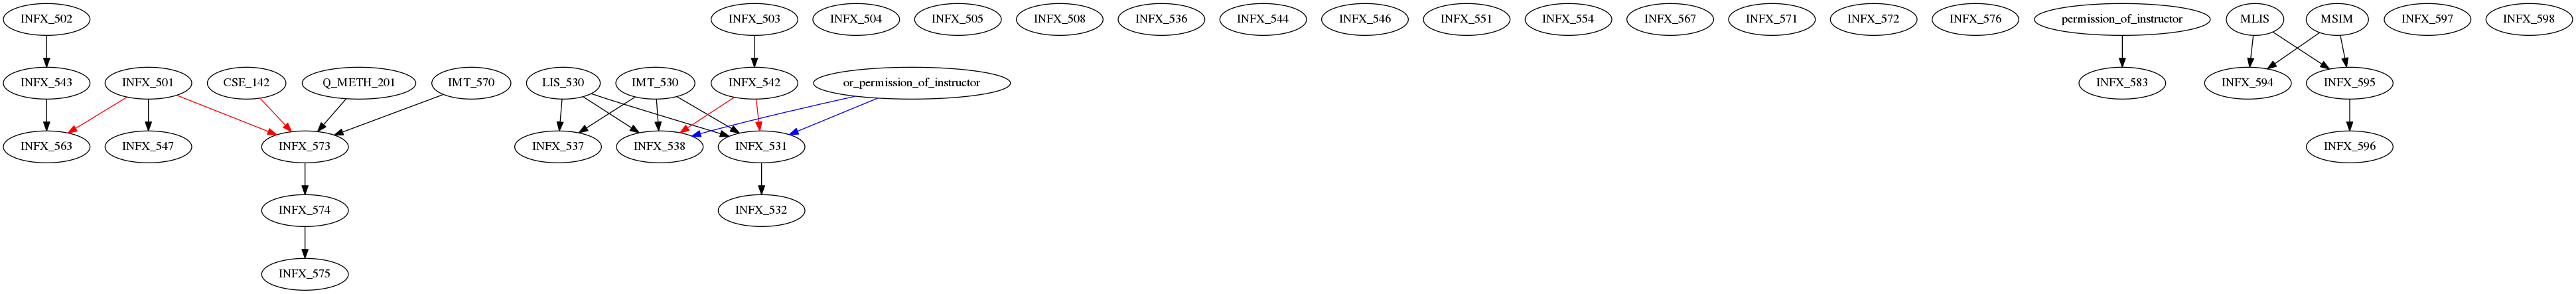 INFX_502
INFX_503
INFX_504
INFX_505
INFX_508
INFX_536
INFX_544
INFX_546
INFX_551
INFX_554
INFX_567
INFX_571
INFX_572
INFX_576
permission_of_instructor
MLIS
MSIM
INFX_597
INFX_598
INFX_543
INFX_501
CSE_142
Q_METH_201
IMT_570
LIS_530
IMT_530
INFX_542
or_permission_of_instructor
INFX_583
INFX_594
INFX_595
INFX_563
INFX_547
INFX_573
INFX_537
INFX_538
INFX_531
INFX_596
INFX_574
INFX_532
INFX_575